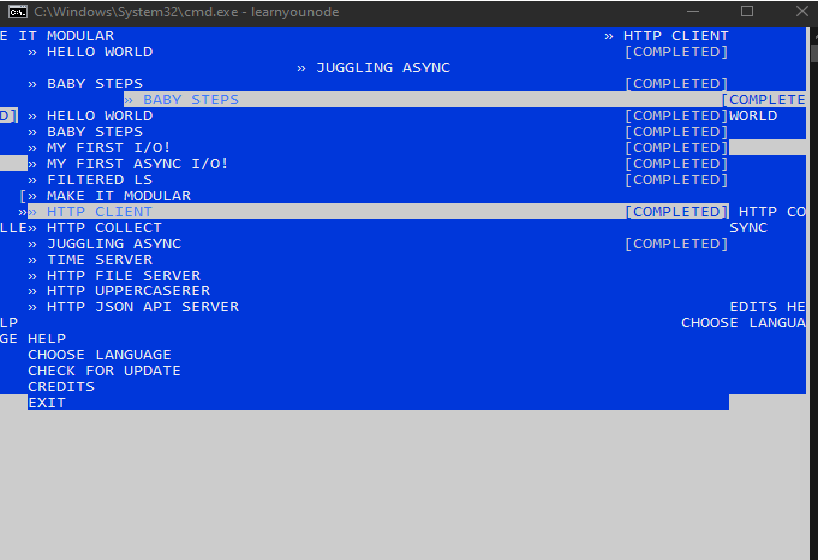 C:\Windows\System32\cmd.exe - learnyounode
E IT MODULAR » HTTP CLIENT
» HELLO WORLD [COMPLETED]
» JUGGLING ASYNC
» BABY STEPS [COMPLETED]
» BABY STEPS [COMPLETE
D] » HELLO WORLD [COMPLETED]WORLD
» BABY STEPS [COMPLETED]
» MY FIRST I/O! [COMPLETED]
» MY FIRST ASYNC I/O! [COMPLETED]
» FILTERED LS [COMPLETED]
[» MAKE IT MODULAR
»» HTTP CLIENT [COMPLETED] HTTP CO
LLE» HTTP COLLECT SYNC
» JUGGLING ASYNC [COMPLETED]
» TIME SERVER
» HTTP FILE SERVER
» HTTP UPPERCASERER
» HTTP JSON API SERVER EDITS HE
LP CHOOSE LANGUA
GE HELP
CHOOSE LANGUAGE
CHECK FOR UPDATE
CREDITS
EXIT